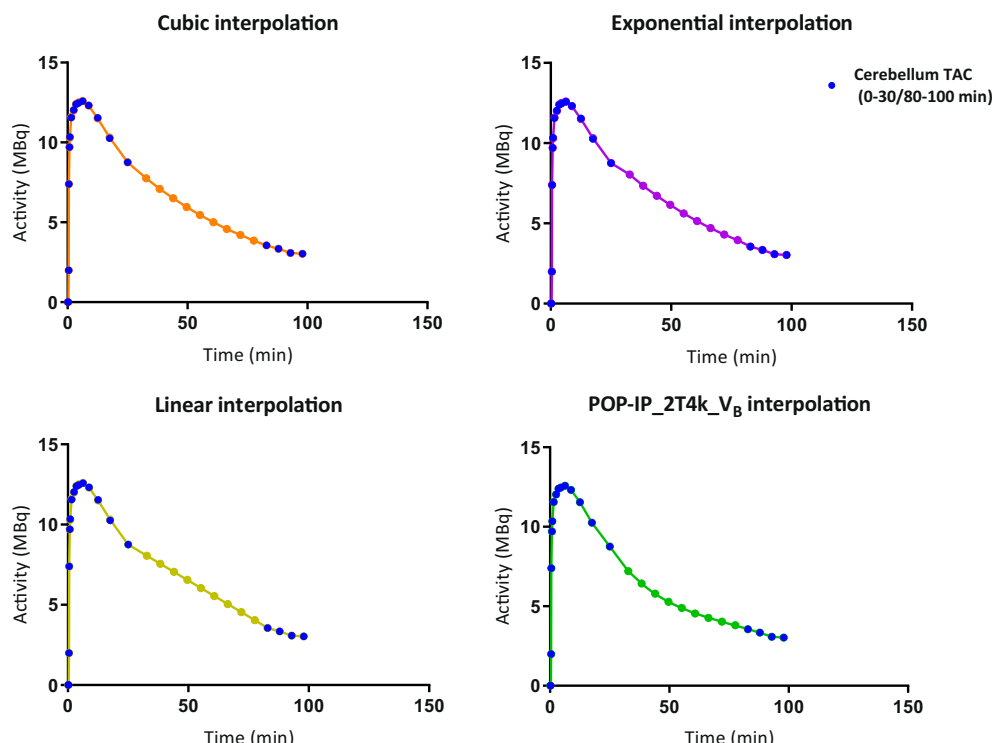 Cubic interpolation
15
10
5
0
0
50
100
150
Activity (MBq)
Time (min)
Exponential interpolation
15
10
5
0
0
50
100
150
Activity (MBq)
Time (min)
Cerebellum TAC
(0-30/80-100 min)
Linear interpolation
15
10
5
0
0
50
100
150
Activity (MBq)
Time (min)
POP-IP_2T4k_VB interpolation
15
10
5
0
0
50
100
150
Activity (MBq)
Time (min)